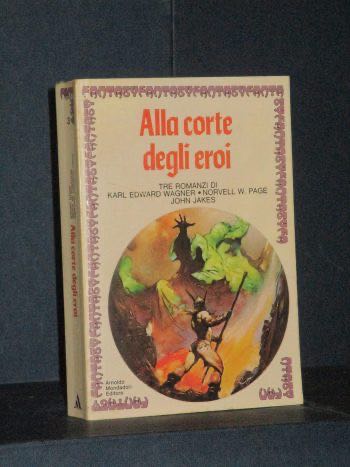 Alla corte
degli eroi
TRE ROMANZI DI
KARL EDWARD WAGNER • NORVELL W. PAGE
JOHN JAKES
Arnoldo
Mondadori
Editore
Alla corte degli eroi